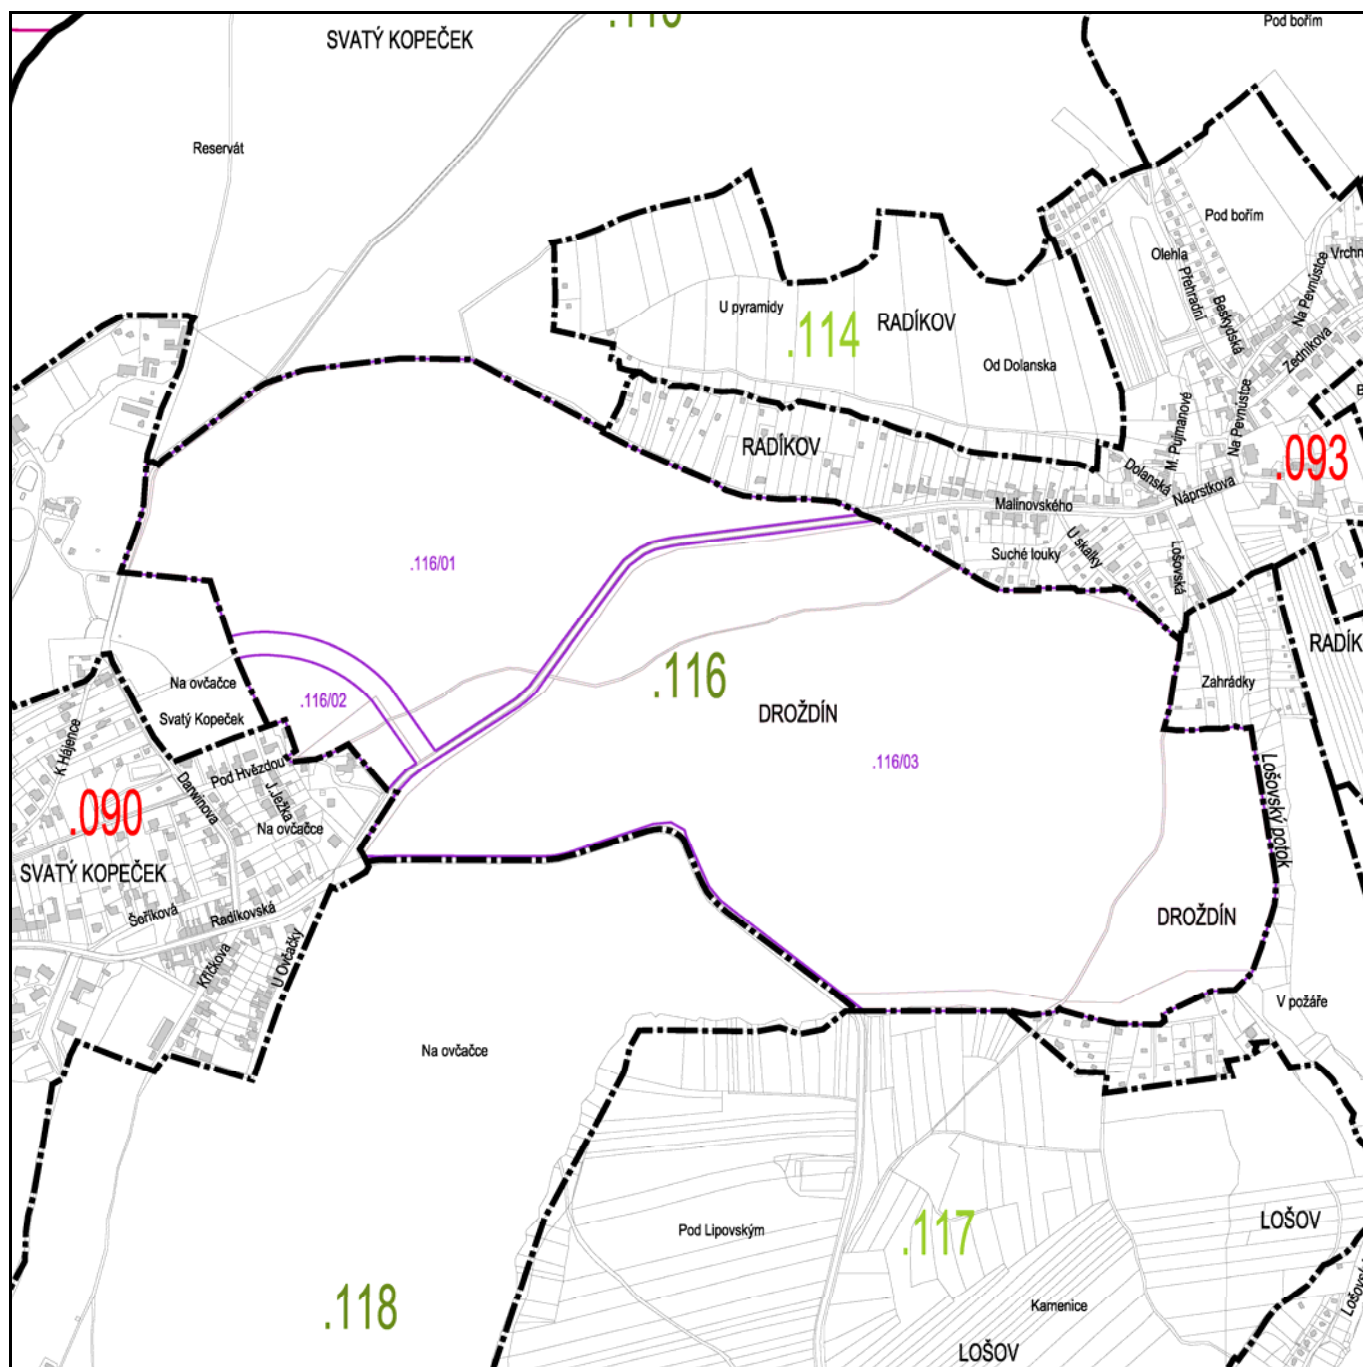 Pod bořím
SVATÝ KOPEČEK
Reservát
Pod bořím
Olehla
Vrchn
Na Pevnůstce
Přehradní
Beskydská
U pyramidy
.114
RADÍKOV
Zedníkova
Od Dolanska
M. Pujmanové
Na Pevnůstce
RADÍKOV
.093
Dolanská
Náprstkova
Malinovského
U skalky
Suché louky
Lošovská
.116/01
RADÍK
.116
Na ovčačce
Zahrádky
.116/02
Svatý Kopeček
DROŽDÍN
K Hájence
Pod Hvězdou
.116/03
Darwinova
J.Ježka
Lošovský potok
.090
Na ovčačce
SVATÝ KOPEČEK
Šeříková
Radíkovská
DROŽDÍN
Křičkova
U Ovčačky
V požáře
Na ovčačce
Pod Lipovským
.117
LOŠOV
.118
Kamenice
LOŠOV